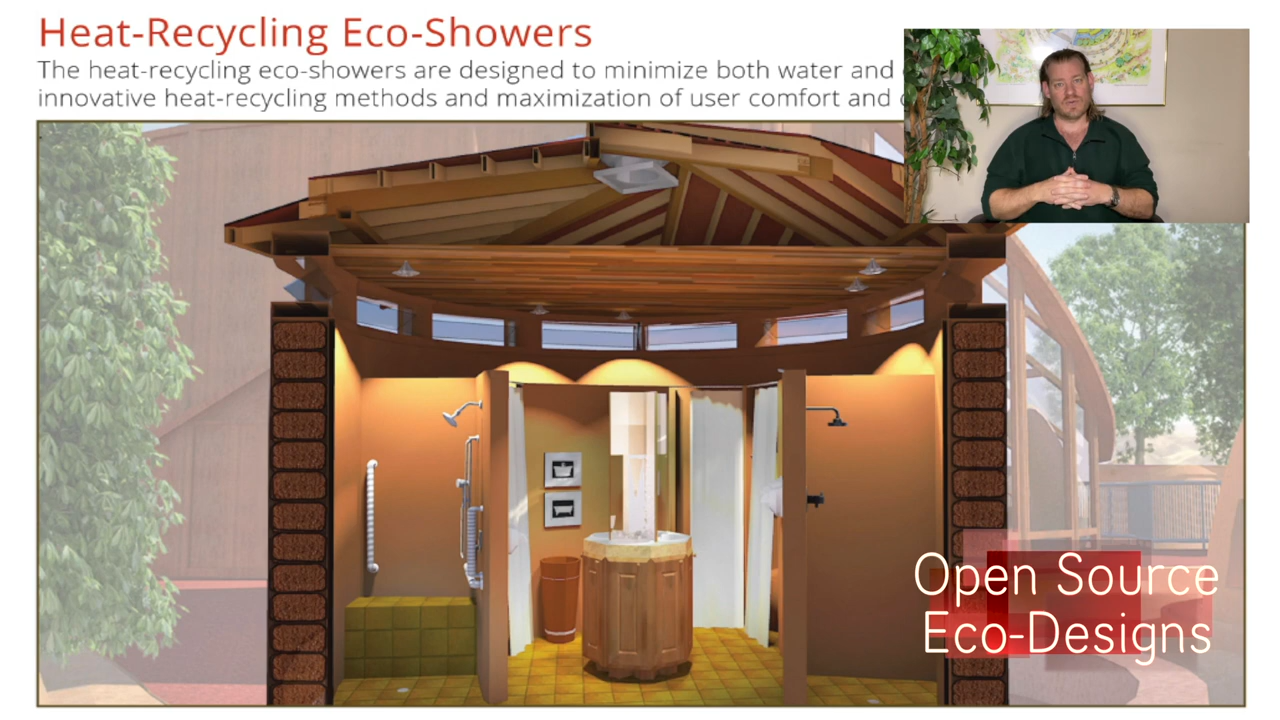 Heat-Recycling Eco-Showers
The heat-recycling eco-showers are designed to minimize both water and
innovative heat-recycling methods and maximization of user comfort and
Open Source
Eco-Designs